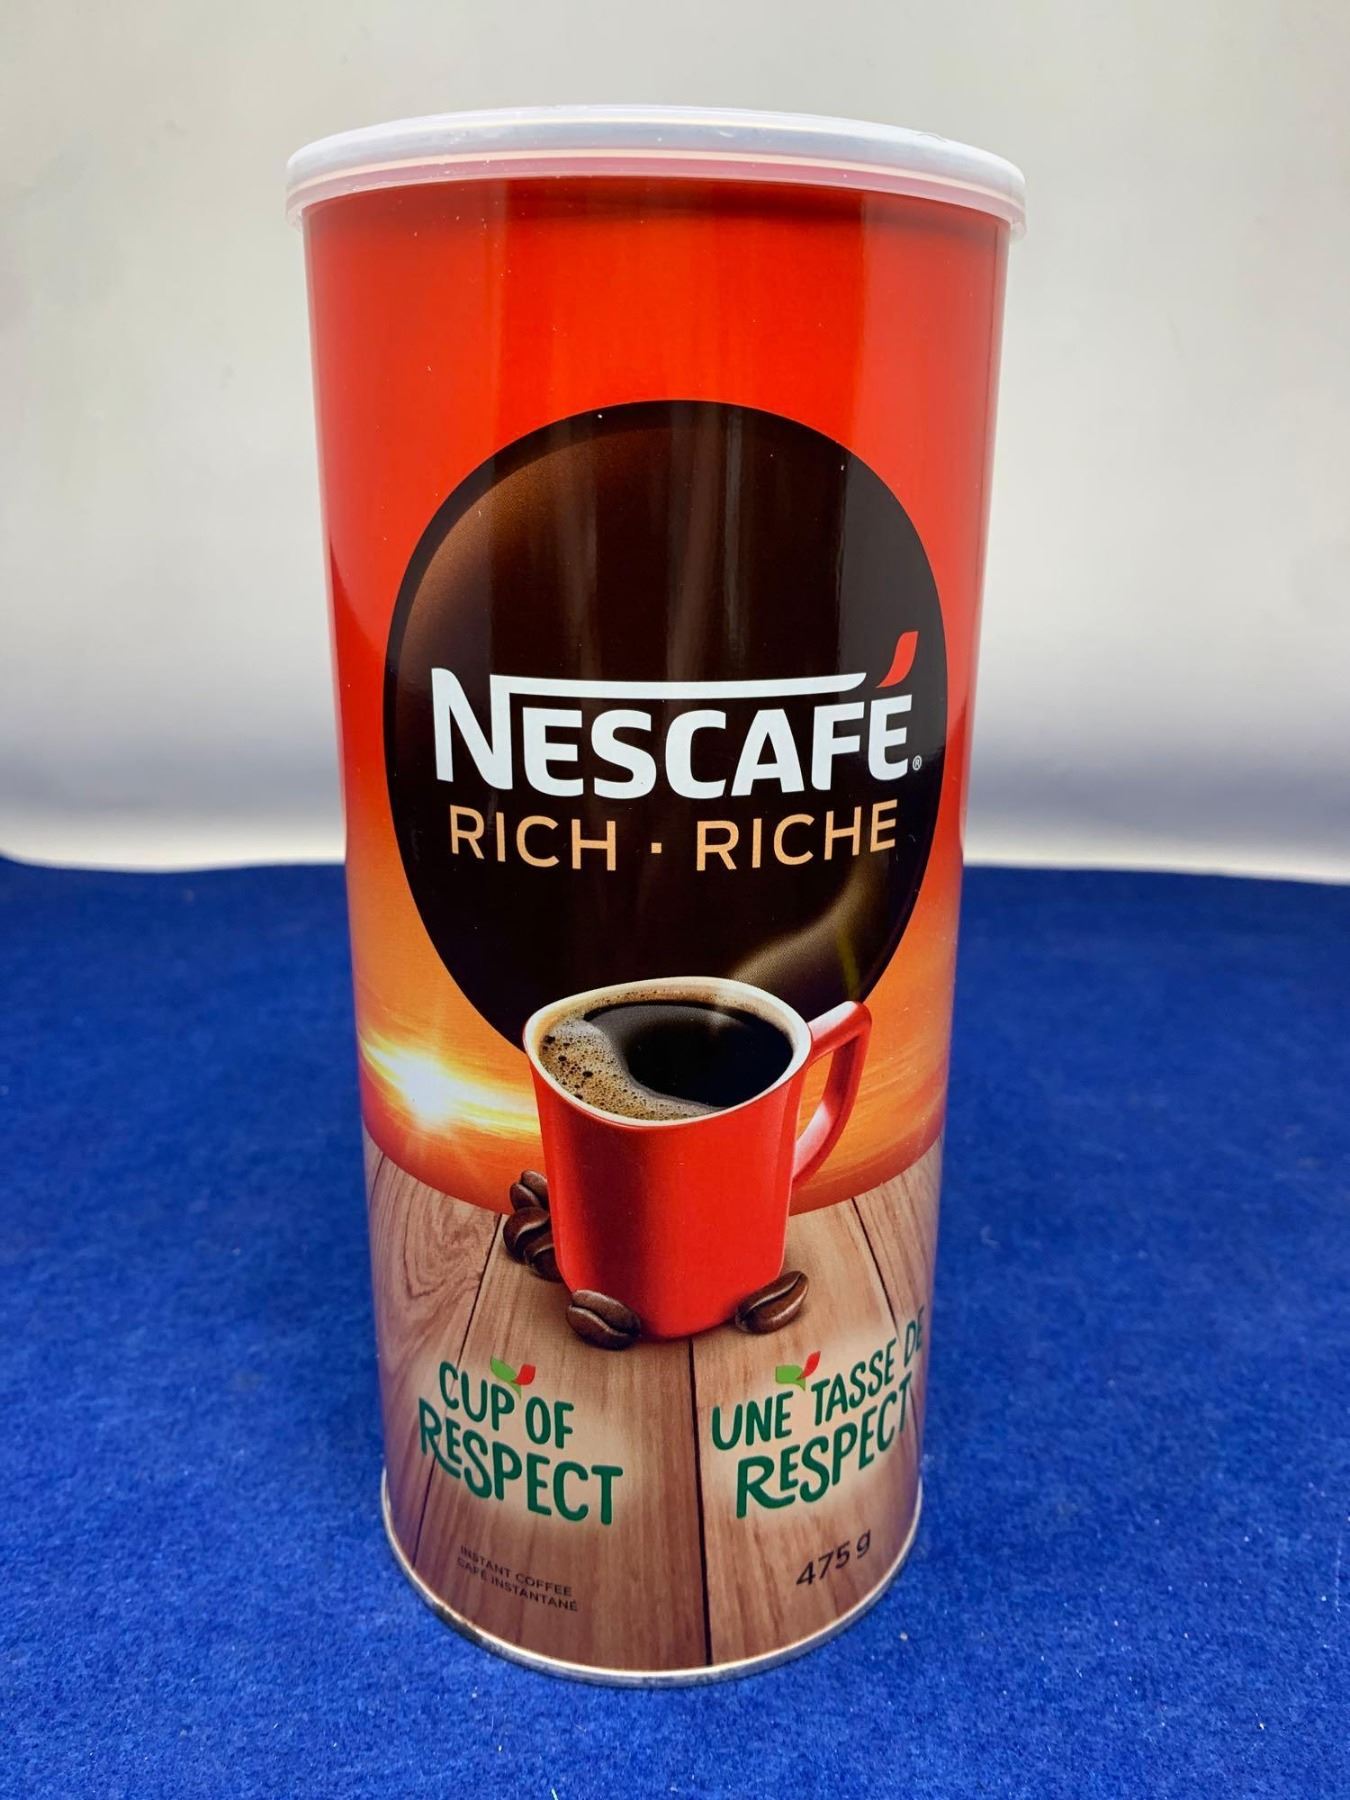 NESCAFÉ®
RICH · RICHE
CUP OF
RESPECT
UNE TASSE DE
RESPECT
INSTANT COFFEE
CAFÉ INSTANTANÉ
475 g